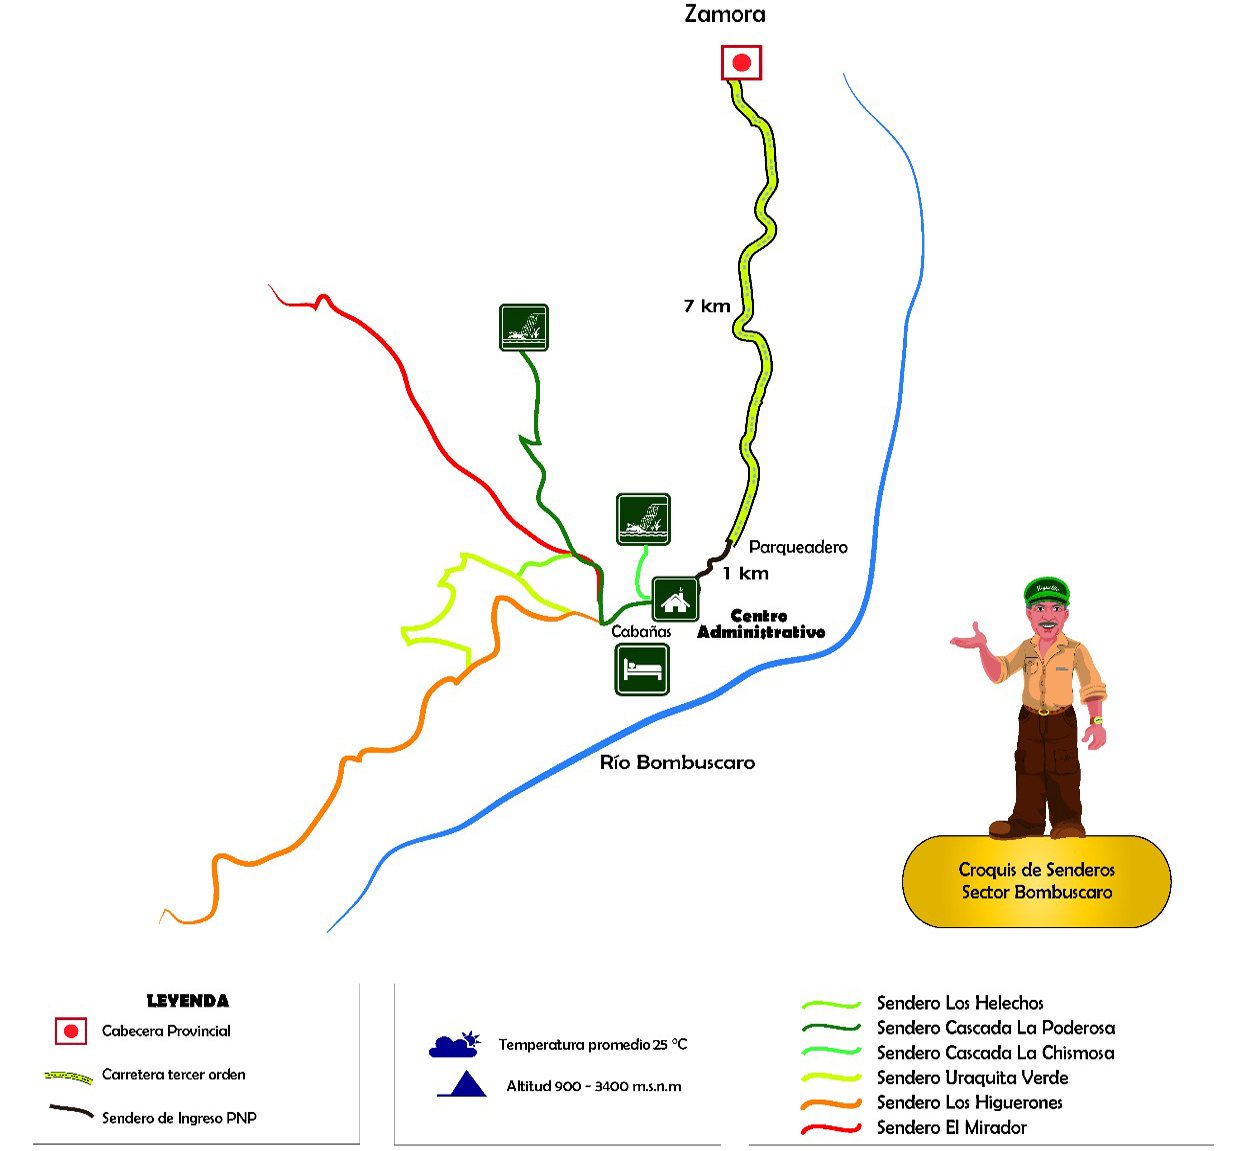 Zamora
7 km
Parqueadero
1 km
Centro
Administrativo
Cabañas
Río Bombuscaro
Croquis de Senderos
Sector Bombuscaro
LEYENDA
Cabecera Provincial
Carretera tercer orden
Sendero de Ingreso PNP
Temperatura promedio 25 °C
Altitud 900 - 3400 m.s.n.m
Sendero Los Helechos
Sendero Cascada La Poderosa
Sendero Cascada La Chismosa
Sendero Uraquita Verde
Sendero Los Higuerones
Sendero El Mirador